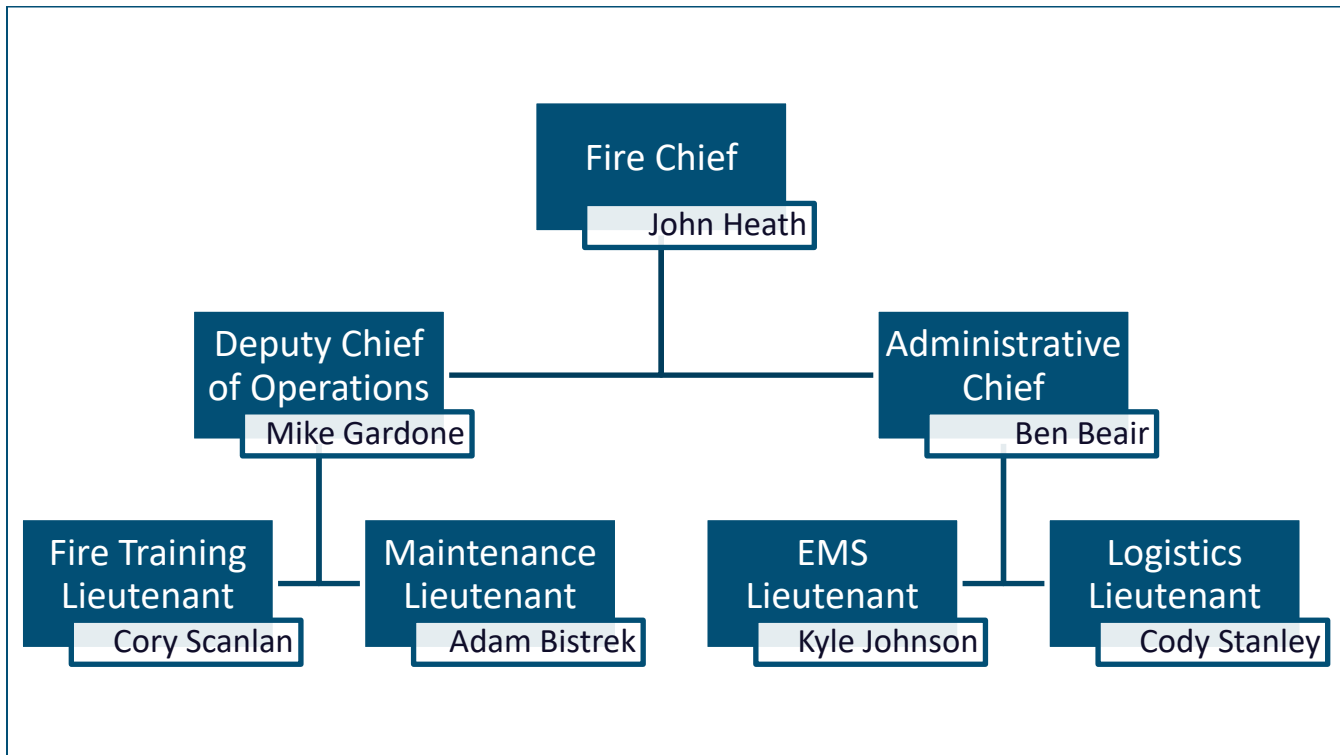 Fire Chief
John Heath
Deputy Chief
of Operations
Mike Gardone
Administrative
Chief
Ben Beair
Fire Training
Lieutenant
Cory Scanlan
Maintenance
Lieutenant
Adam Bistrek
EMS
Lieutenant
Kyle Johnson
Logistics
Lieutenant
Cody Stanley